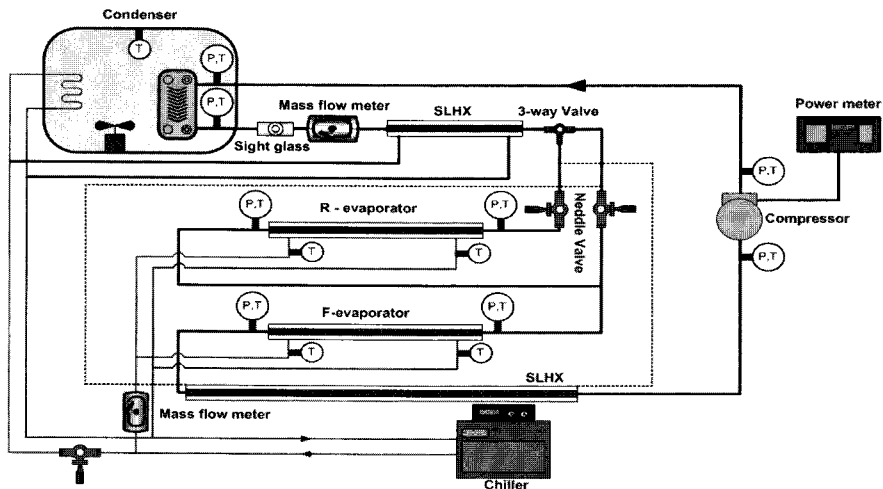 Condenser
T
P,T
P,T
Mass flow meter
SLHX
3-way Valve
Power meter
Sight glass
P,T
P,T
R - evaporator
P,T
T
T
Neddle Valve
Compressor
P,T
P,T
F-evaporator
P,T
T
T
SLHX
Mass flow meter
Chiller